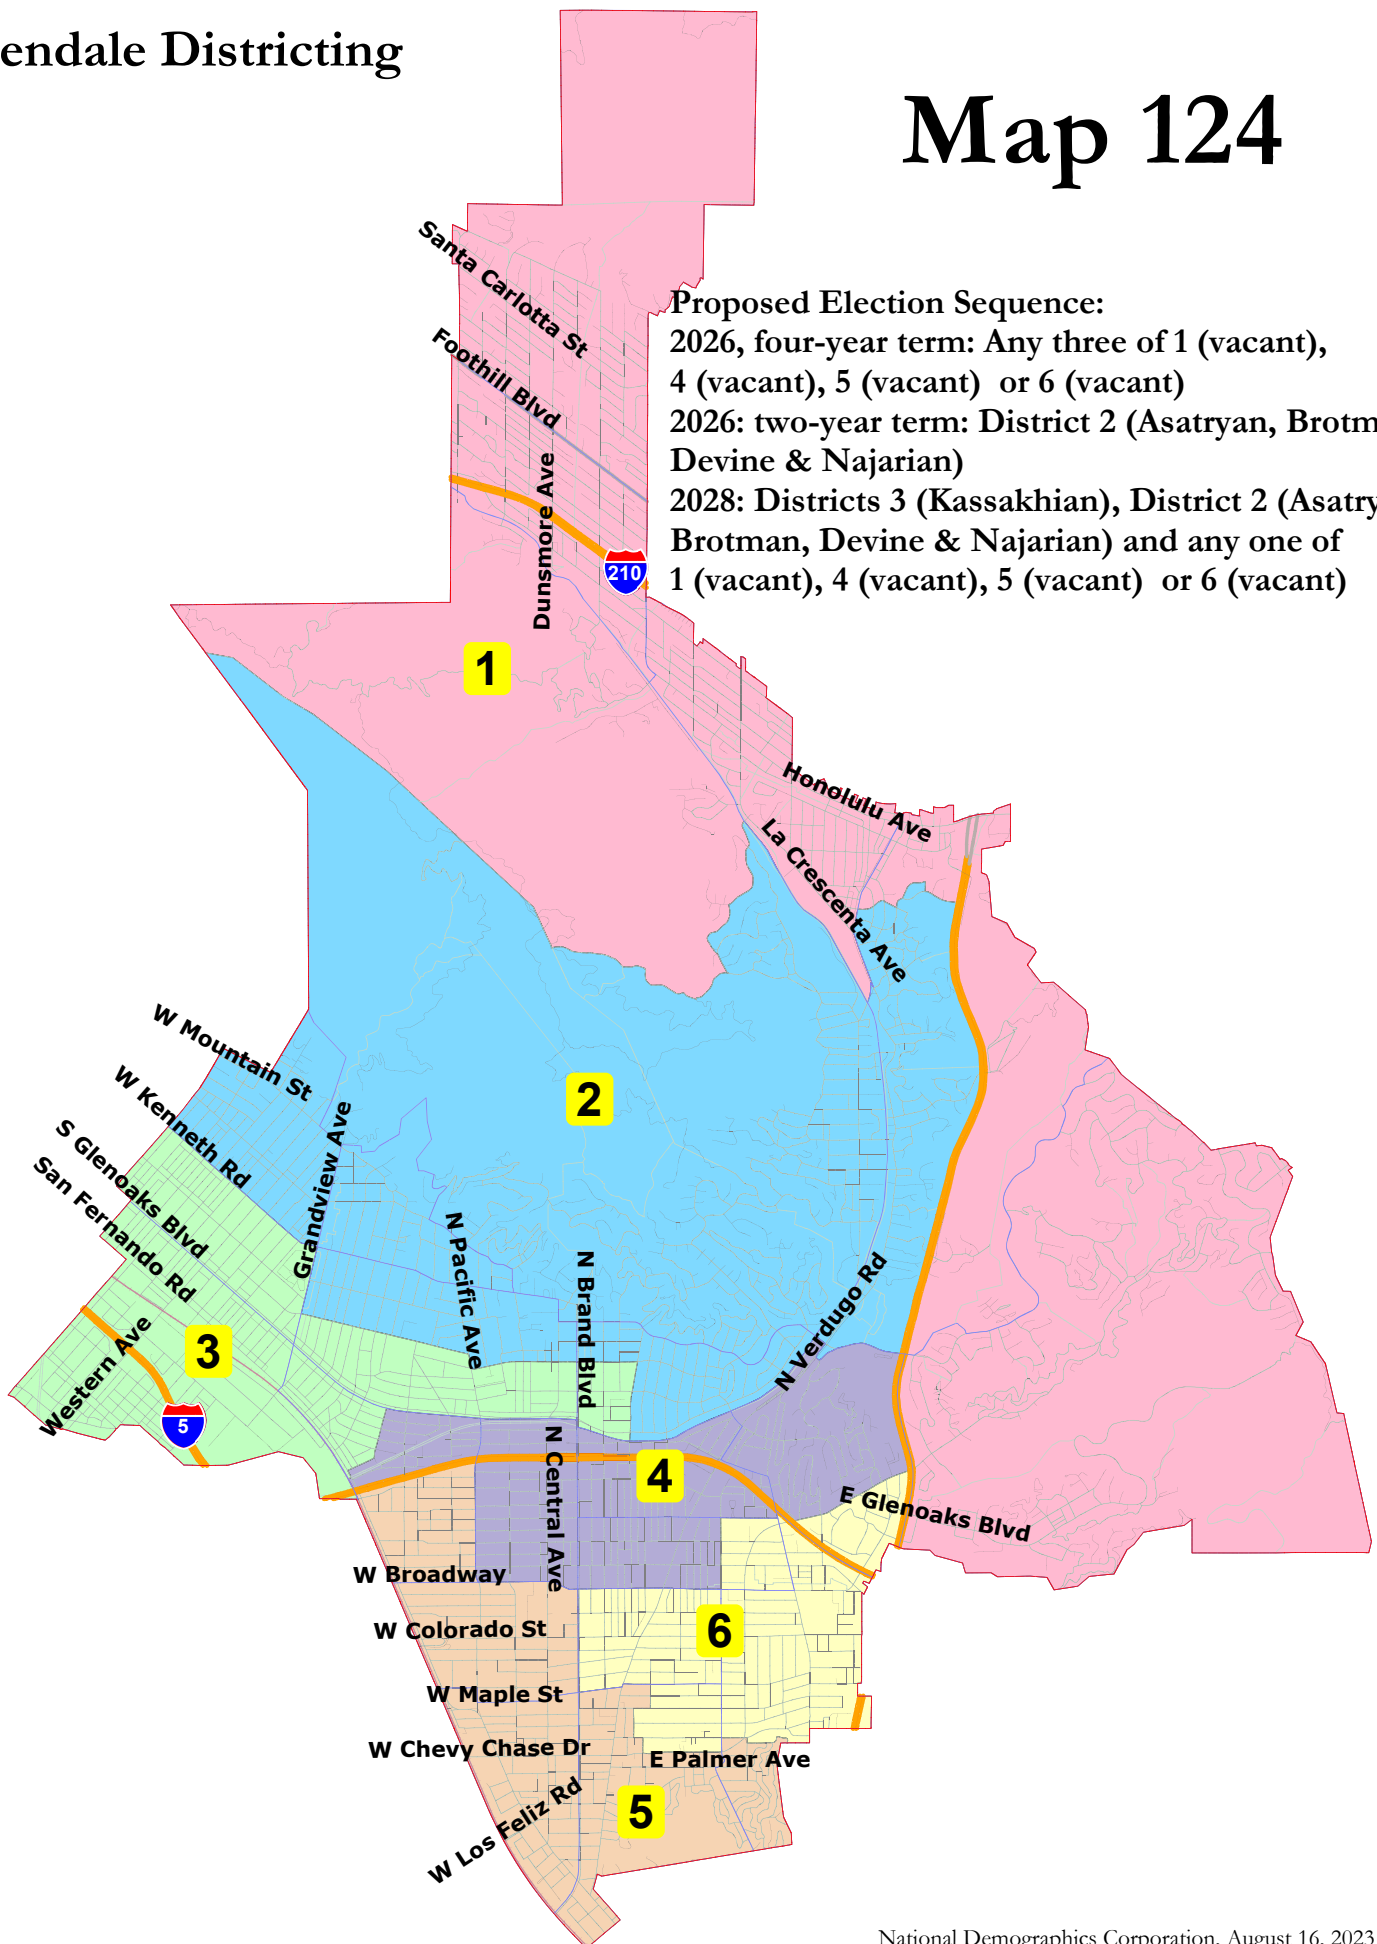 endale Districting
Map 124
Proposed Election Sequence:
2026, four-year term: Any three of 1 (vacant),
4 (vacant), 5 (vacant) or 6 (vacant)
2026: two-year term: District 2 (Asatryan, Brotm
Devine & Najarian)
2028: Districts 3 (Kassakhian), District 2 (Asatry
Brotman, Devine & Najarian) and any one of
1 (vacant), 4 (vacant), 5 (vacant) or 6 (vacant)
Santa Carlotta St
Foothill Blvd
Dunsmore Ave
210
1
Honolulu Ave
La Crescenta Ave
W Mountain St
W Kenneth Rd
S Glenoaks Blvd
San Fernando Rd
Grandview Ave
2
N Pacific Ave
N Brand Blvd
N Verdugo Rd
3
Western Ave
5
N Central Ave
4
E Glenoaks Blvd
W Broadway
W Colorado St
6
W Maple St
W Chevy Chase Dr
E Palmer Ave
W Los Feliz Rd
5
National Demographics Corporation, August 16, 2023